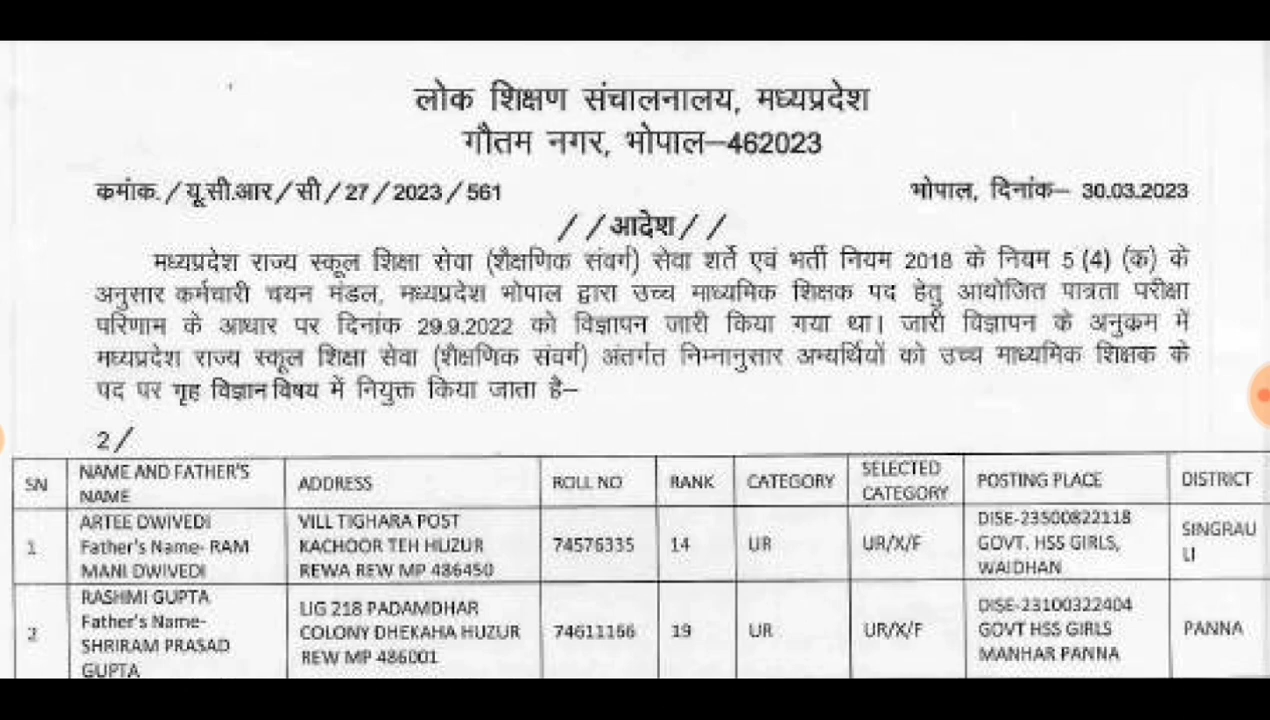 लोक शिक्षण संचालनालय, मध्यप्रदेश
गौतम नगर, भोपाल–462023
कमांक. / यू.सी.आर / सी / 27 / 2023 / 561 भोपाल, दिनांक– 30.03.2023
/ / आदेश / /
मध्यप्रदेश राज्य स्कूल शिक्षा सेवा (शैक्षणिक संवर्ग) सेवा शर्ते एवं भर्ती नियम 2018 के नियम 5 (4) (क) के
अनुसार कर्मचारी चयन मंडल, मध्यप्रदेश भोपाल द्वारा उच्च माध्यमिक शिक्षक पद हेतु आयोजित पात्रता परीक्षा
परिणाम के आधार पर दिनांक 29.9.2022 को विज्ञापन जारी किया गया था। जारी विज्ञापन के अनुक्रम में
मध्यप्रदेश राज्य स्कूल शिक्षा सेवा (शैक्षणिक संवर्ग) अंतर्गत निम्नानुसार अभ्यर्थियों को उच्च माध्यमिक शिक्षक के
पद पर गृह विज्ञान विषय में नियुक्त किया जाता है–
2 /
SN NAME AND FATHER'S NAME ADDRESS ROLL NO RANK CATEGORY SELECTED CATEGORY POSTING PLACE DISTRICT
1 ARTEE DWIVEDI Father's Name- RAM MANI DWIVEDI VILL TIGHARA POST KACHOOR TEH HUZUR REWA REW MP 486450 74576335 14 UR UR/X/F DISE-23500822118 GOVT. HSS GIRLS, WAIDHAN SINGRAU LI
2 RASHMI GUPTA Father's Name- SHRIRAM PRASAD GUPTA LIG 218 PADAMDHAR COLONY DHEKAHA HUZUR REW MP 486001 74611166 19 UR UR/X/F DISE-23100322404 GOVT HSS GIRLS MANHAR PANNA PANNA